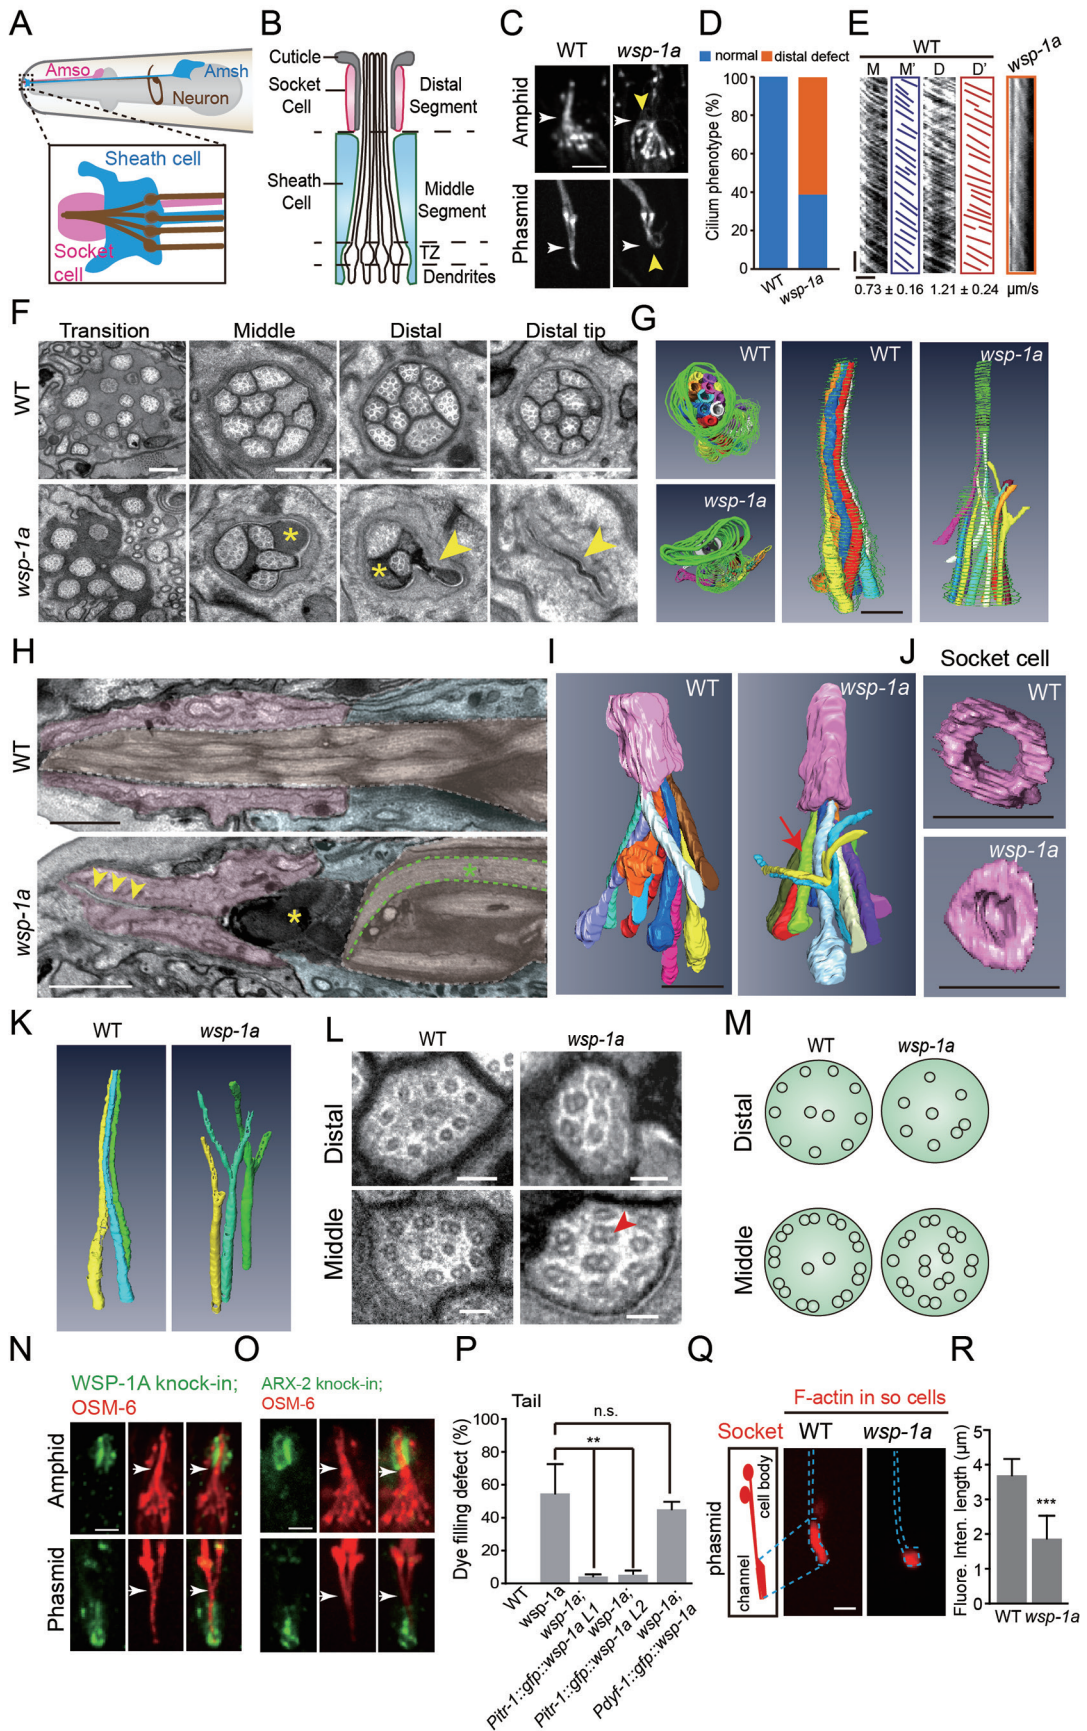 A
Amso
Amsh
Neuron
Sheath cell
Socket
cell
B
Cuticle
Socket
Cell
Distal
Segment
Sheath
Cell
Middle
Segment
TZ
Dendrites
C
WT
wsp-1a
Amphid
Phasmid
D
normal
distal defect
Cilium phenotype (%)
100
80
60
40
20
0
WT
wsp-1a
E
WT
wsp-1a
M
M'
D
D'
0.73 ± 0.16
1.21 ± 0.24
µm/s
F
Transition
Middle
Distal
Distal tip
WT
wsp-1a
*
*
G
WT
wsp-1a
WT
wsp-1a
H
WT
wsp-1a
*
I
WT
wsp-1a
J
Socket cell
WT
wsp-1a
K
WT
wsp-1a
L
WT
wsp-1a
Distal
Middle
M
WT
wsp-1a
Distal
Middle
N
WSP-1A knock-in;
OSM-6
Amphid
Phasmid
O
ARX-2 knock-in;
OSM-6
P
Tail
Dye filling defect (%)
100
80
60
40
20
0
n.s.
**
WT
wsp-1a
wsp-1a;
Pitr-1::gfp::wsp-1a L1
wsp-1a;
Pitr-1::gfp::wsp-1a L2
wsp-1a;
Pdyf-1::gfp::wsp-1a
Q
F-actin in so cells
Socket
WT
wsp-1a
phasmid
cell body
channel
R
Fluore. Inten. length (µm)
5
4
3
2
1
0
***
WT
wsp-1a